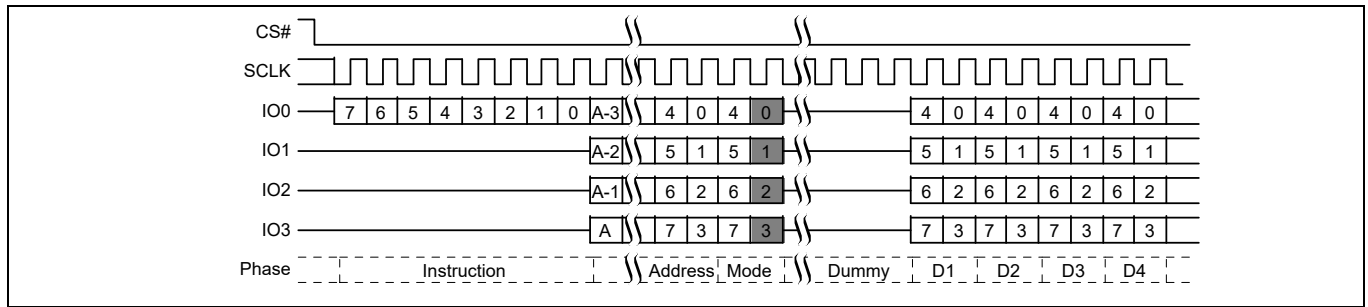 CS#
SCLK
IO0 7 6 5 4 3 2 1 0 A-3 4 0 4 0 4 0 4 0 4 0 4 0
IO1 A-2 5 1 5 1 5 1 5 1 5 1 5 1
IO2 A-1 6 2 6 2 6 2 6 2 6 2 6 2
IO3 A 7 3 7 3 7 3 7 3 7 3 7 3
Phase Instruction Address Mode Dummy D1 D2 D3 D4